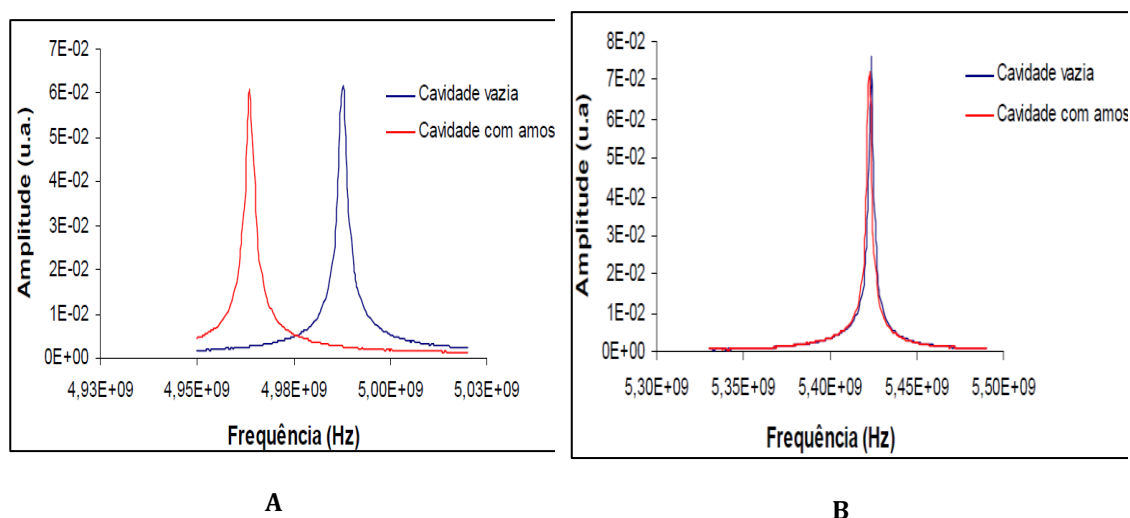 7E-02
6E-02
5E-02
4E-02
3E-02
2E-02
1E-02
0E+00
Amplitude (u.a.)
Cavidade vazia
Cavidade com amos
4,93E+09 4,95E+09 4,98E+09 5,00E+09 5,03E+09
Frequência (Hz)
A
8E-02
7E-02
6E-02
5E-02
4E-02
3E-02
2E-02
1E-02
0E+00
Amplitude (u.a)
Cavidade vazia
Cavidade com amos
5,30E+09 5,35E+09 5,40E+09 5,45E+09 5,50E+09
Frequência (Hz)
B